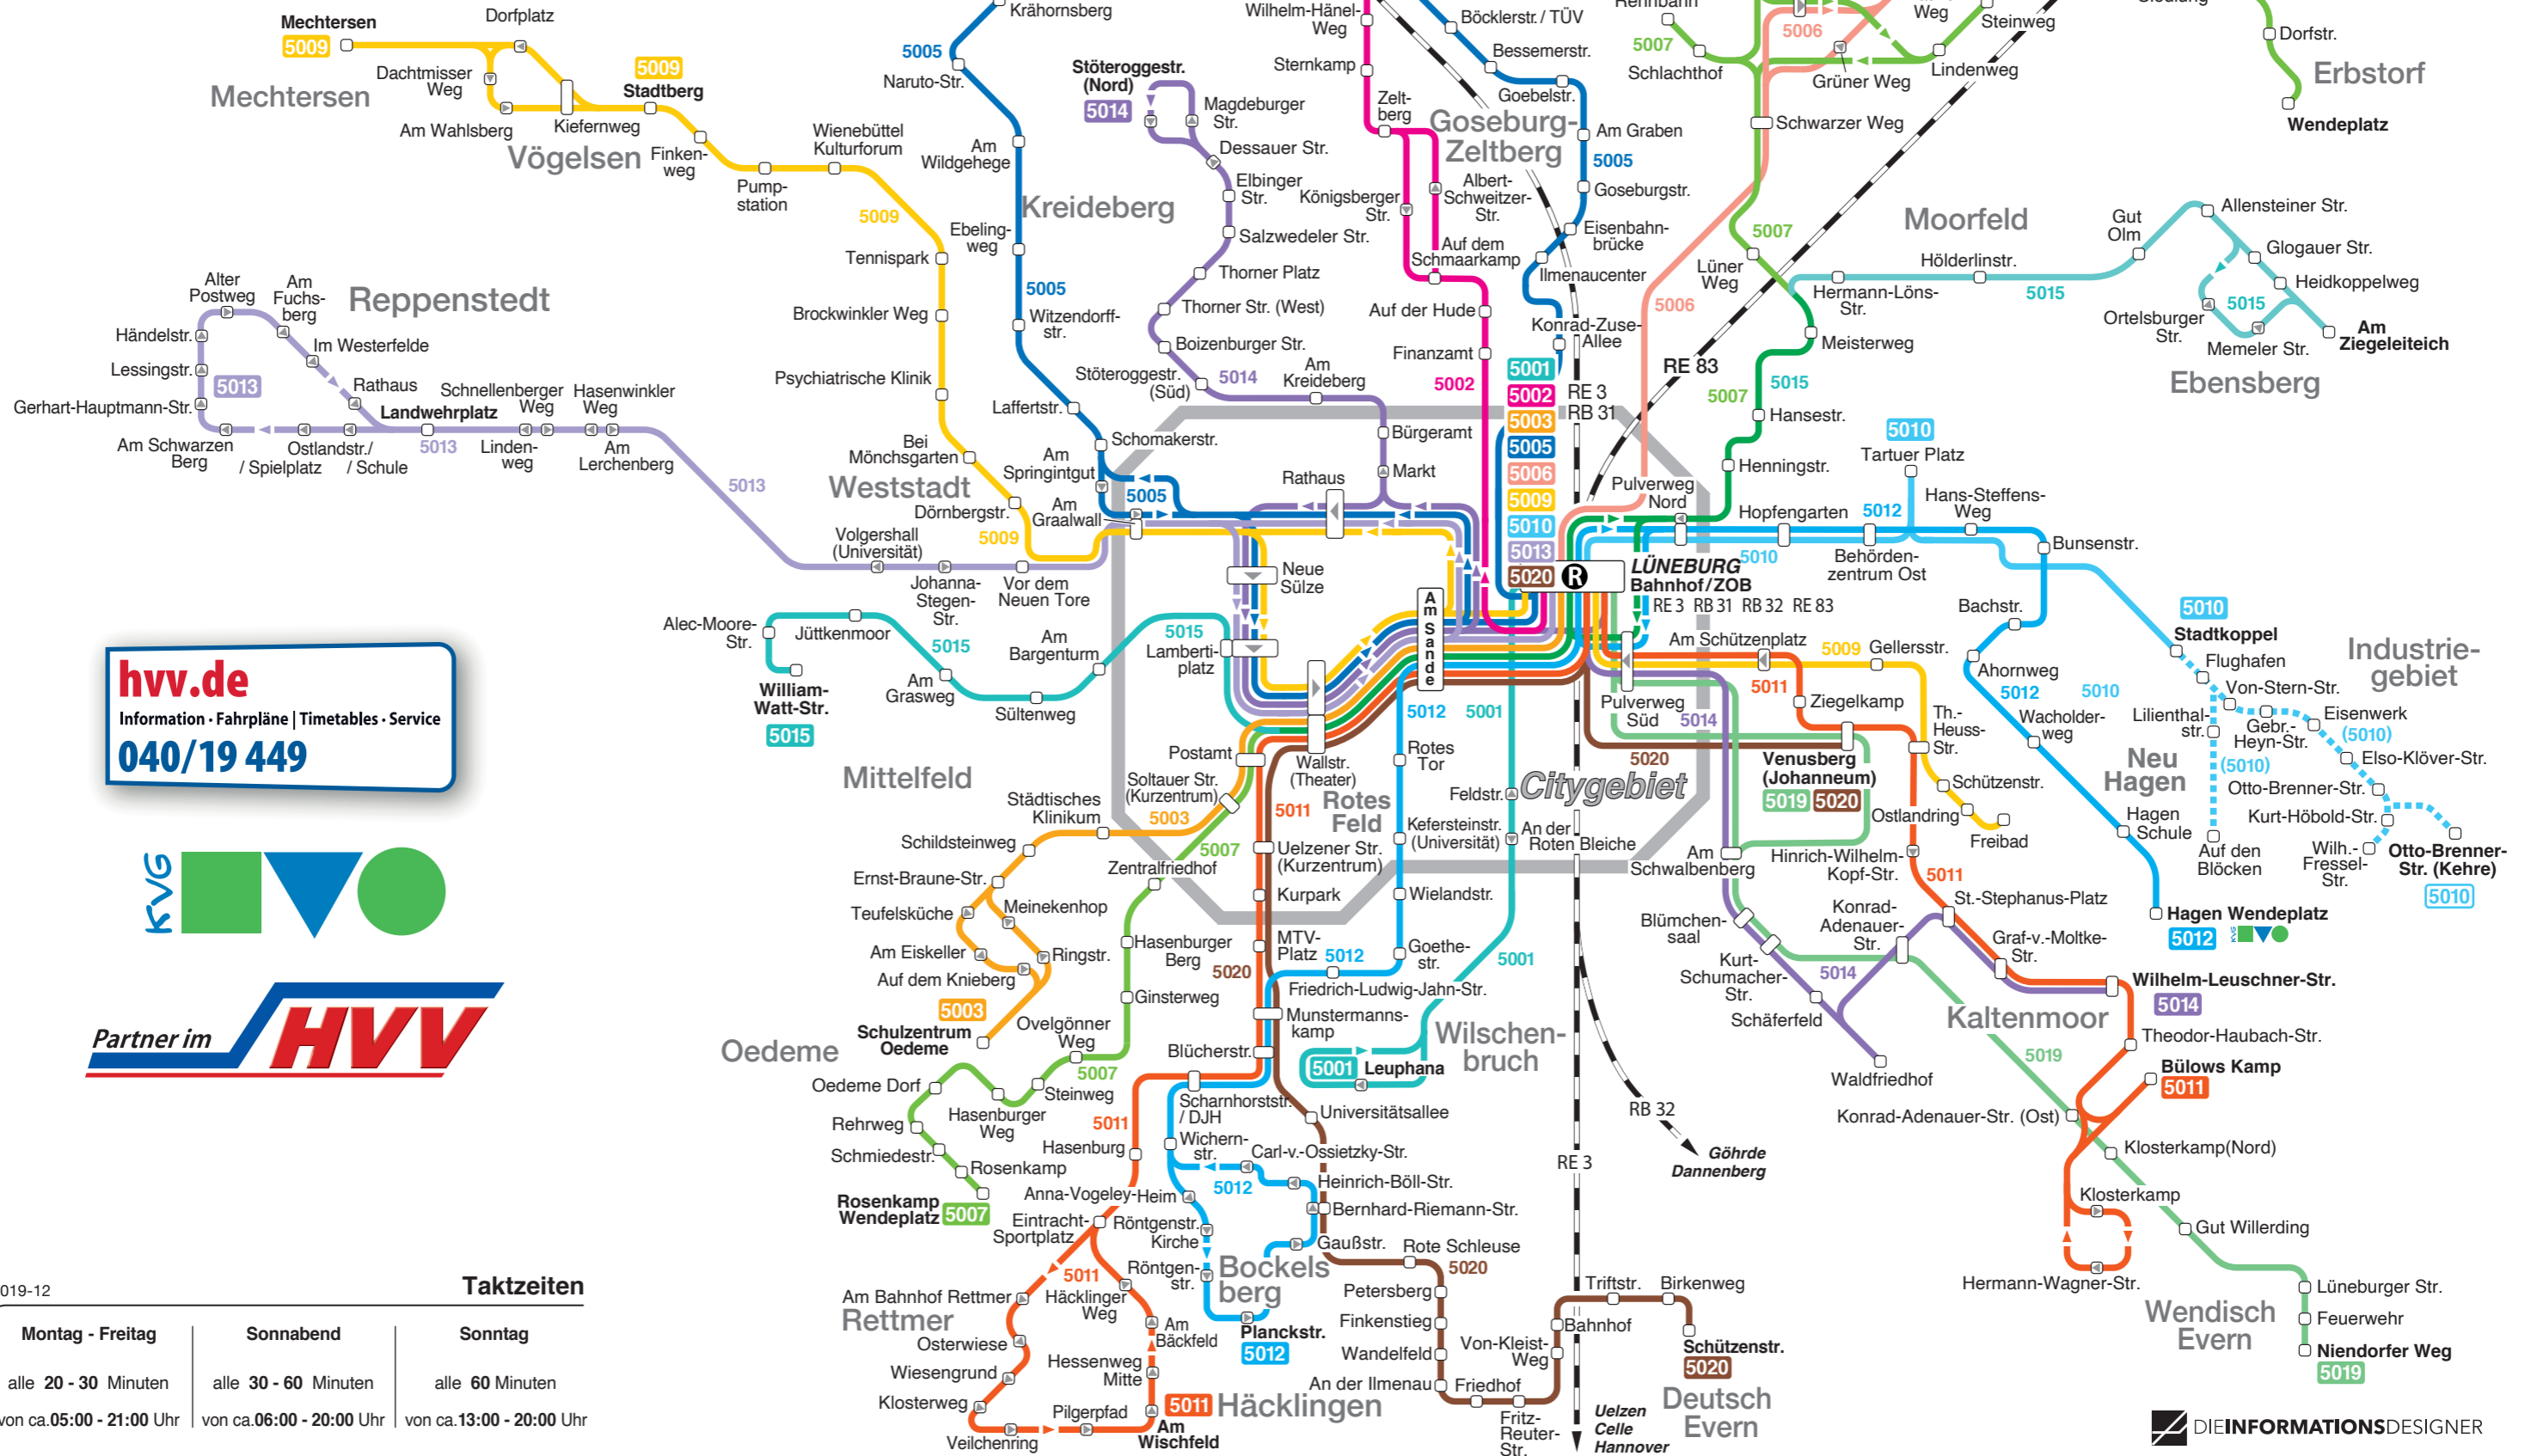 Mechtersen
5009
Dorfplatz
Dachtmisser
Weg
Mechtersen
Am Wahlsberg
Kiefernweg
5009
Stadtberg
Vögelsen
Finken-
weg
Pump-
station
Wienebüttel
Kulturforum
5009
Tennispark
Brockwinkler Weg
Psychiatrische Klinik
Bei
Mönchsgarten
Weststadt
Dörnbergstr.
5009
Krähornsberg
5005
Naruto-Str.
Am
Wildgehege
Kreideberg
Ebeling-
weg
5005
Witzendorff-
str.
Laffertstr.
Schomakerstr.
Am
Springintgut
5005
Am
Graalwall
Stöteroggestr.
(Nord)
5014
Magdeburger
Str.
Dessauer Str.
Elbinger
Str.
Salzwedeler Str.
Thorner Platz
Thorner Str. (West)
Boizenburger Str.
Stöteroggestr.
(Süd)
5014
Am
Kreideberg
Bürgeramt
Markt
Rathaus
Wilhelm-Hänel-
Weg
Sternkamp
Zelt-
berg
Goseburg-
Zeltberg
Königsberger
Str.
Albert-
Schweitzer-
Str.
Auf dem
Schmaarkamp
Auf der Hude
Finanzamt
5002
Böcklerstr. / TÜV
Bessemerstr.
Goebelstr.
Am Graben
5005
Goseburgstr.
Eisenbahn-
brücke
Ilmenaucenter
Konrad-Zuse-
Allee
5001
5002
5003
5005
5006
5009
5010
5013
5020
RE 3
RB 31
RE 83
R
LÜNEBURG
Bahnhof/ZOB
RE 3 RB 31 RB 32 RE 83
Rennbahn
5007
Schlachthof
5006
Weg
Steinweg
Grüner Weg
Lindenweg
Schwarzer Weg
5007
5006
Lüner
Weg
Dorfstr.
Erbstorf
Wendeplatz
Moorfeld
Hermann-Löns-
Str.
Hölderlinstr.
5015
Gut
Olm
Allensteiner Str.
Glogauer Str.
Heidkoppelweg
5015
Ortelsburger
Str.
Memeler Str.
Am
Ziegeleiteich
Ebensberg
Meisterweg
5007
5015
Hansestr.
Henningstr.
Pulverweg
Nord
5010
Tartuer Platz
Hopfengarten
5012
Hans-Steffens-
Weg
5010
Behörden-
zentrum Ost
Bunsenstr.
Bachstr.
Ahornweg
5012
5010
Wacholder-
weg
Hagen
Schule
Hagen Wendeplatz
5012
KVG
5010
Stadtkoppel
Flughafen
Industrie-
gebiet
Von-Stern-Str.
Lilienthal-
str.
Gebr.-
Heyn-Str.
Eisenwerk
(5010)
Neu
Hagen
(5010)
Elso-Klöver-Str.
Otto-Brenner-Str.
Kurt-Höbold-Str.
Auf den
Blöcken
Wilh.-
Fressel-
Str.
Otto-Brenner-
Str. (Kehre)
5010
Alter
Postweg
Am
Fuchs-
berg
Reppenstedt
Händelstr.
Im Westerfelde
Lessingstr.
5013
Rathaus
Gerhart-Hauptmann-Str.
Landwehrplatz
Schnellenberger
Weg
Hasenwinkler
Weg
Am Schwarzen
Berg
Ostlandstr./
/ Spielplatz
/ Schule
5013
Linden-
weg
Am
Lerchenberg
5013
Volgershall
(Universität)
Johanna-
Stegen-
Str.
Vor dem
Neuen Tore
Neue
Sülze
Am Sande
Alec-Moore-
Str.
Jüttkenmoor
5015
Am
Grasweg
Am
Bargenturm
5015
Lamberti-
platz
Sültenweg
William-
Watt-Str.
5015
Mittelfeld
Postamt
Soltauer Str.
(Kurzentrum)
Wallstr.
(Theater)
Städtisches
Klinikum
5003
Schildsteinweg
Ernst-Braune-Str.
Teufelsküche
Meinekenhop
Am Eiskeller
Ringstr.
Auf dem Knieberg
5003
Schulzentrum
Oedeme
5007
Zentralfriedhof
Hasenburger
Berg
Ginsterweg
Ovelgönner
Weg
5007
Oedeme
Oedeme Dorf
Steinweg
Hasenburger
Weg
Rehrweg
Schmiedestr.
Rosenkamp
Rosenkamp
Wendeplatz
5007
5011
Uelzener Str.
(Kurzentrum)
Kurpark
MTV-
Platz
5020
Rotes
Feld
5012
5001
Rotes
Tor
Feldstr.
Kefersteinstr.
(Universität)
An der
Roten Bleiche
Wielandstr.
Goethe-
str.
5012
Friedrich-Ludwig-Jahn-Str.
5001
Munstermanns-
kamp
Blücherstr.
Wilschen-
bruch
5001
Leuphana
Citygebiet
Scharnhorststr.
/ DJH
5011
Hasenburg
Wichern-
str.
Universitätsallee
Carl-v.-Ossietzky-Str.
5012
Heinrich-Böll-Str.
Bernhard-Riemann-Str.
Anna-Vogeley-Heim
Röntgenstr.
Kirche
Eintracht-
Sportplatz
Röntgen-
str.
Gaußstr.
Bockels
berg
Planckstr.
5012
5011
Häcklinger
Weg
Am Bahnhof Rettmer
Rettmer
Osterwiese
Wiesengrund
Klosterweg
Veilchenring
Pilgerpfad
Am
Bäckfeld
Hessenweg
Mitte
5011
Häcklingen
Am
Wischfeld
Rote Schleuse
5020
Petersberg
Finkenstieg
Wandelfeld
An der Ilmenau
Friedhof
Fritz-
Reuter-
Str.
Von-Kleist-
Weg
Bahnhof
Triftstr.
Birkenweg
Schützenstr.
5020
Deutsch
Evern
Uelzen
Celle
Hannover
RE 3
RB 32
Göhrde
Dannenberg
Am Schützenplatz
5009
Gellersstr.
5011
Ziegelkamp
Pulverweg
Süd
5014
5020
Venusberg
(Johanneum)
5019
5020
Th.-
Heuss-
Str.
Schützenstr.
Ostlandring
Freibad
Am
Schwalbenberg
Hinrich-Wilhelm-
Kopf-Str.
5011
Blümchen-
saal
Konrad-
Adenauer-
Str.
St.-Stephanus-Platz
Kurt-
Schumacher-
Str.
5014
Graf-v.-Moltke-
Str.
Schäferfeld
Waldfriedhof
Kaltenmoor
Wilhelm-Leuschner-Str.
5014
Theodor-Haubach-Str.
5019
Bülows Kamp
5011
Konrad-Adenauer-Str. (Ost)
Klosterkamp(Nord)
Klosterkamp
Gut Willerding
Hermann-Wagner-Str.
Wendisch
Evern
Lüneburger Str.
Feuerwehr
Niendorfer Weg
5019
hvv.de
Information · Fahrpläne | Timetables · Service
040/19 449
KVG
Partner im
HVV
019-12
Taktzeiten
Montag - Freitag
Sonnabend
Sonntag
alle 20 - 30 Minuten
alle 30 - 60 Minuten
alle 60 Minuten
von ca.05:00 - 21:00 Uhr
von ca.06:00 - 20:00 Uhr
von ca.13:00 - 20:00 Uhr
DIEINFORMATIONSDESIGNER